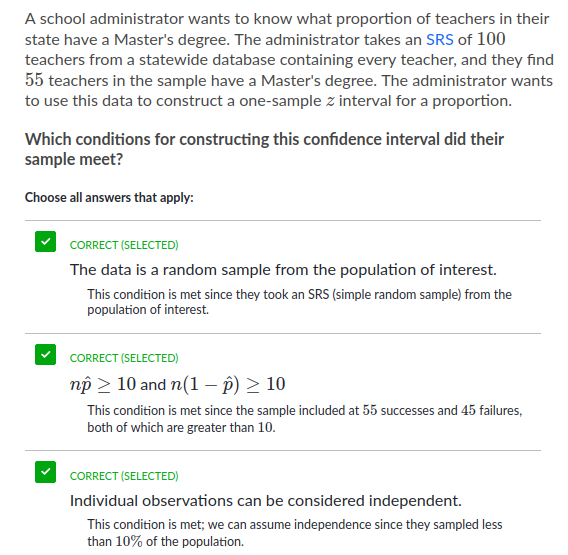 A school administrator wants to know what proportion of teachers in their
state have a Master's degree. The administrator takes an SRS of 100
teachers from a statewide database containing every teacher, and they find
55 teachers in the sample have a Master's degree. The administrator wants
to use this data to construct a one-sample z interval for a proportion.
Which conditions for constructing this confidence interval did their
sample meet?
Choose all answers that apply:
CORRECT (SELECTED)
The data is a random sample from the population of interest.
This condition is met since they took an SRS (simple random sample) from the
population of interest.
CORRECT (SELECTED)
np̂ ≥ 10 and n(1 − p̂) ≥ 10
This condition is met since the sample included at 55 successes and 45 failures,
both of which are greater than 10.
CORRECT (SELECTED)
Individual observations can be considered independent.
This condition is met; we can assume independence since they sampled less
than 10% of the population.